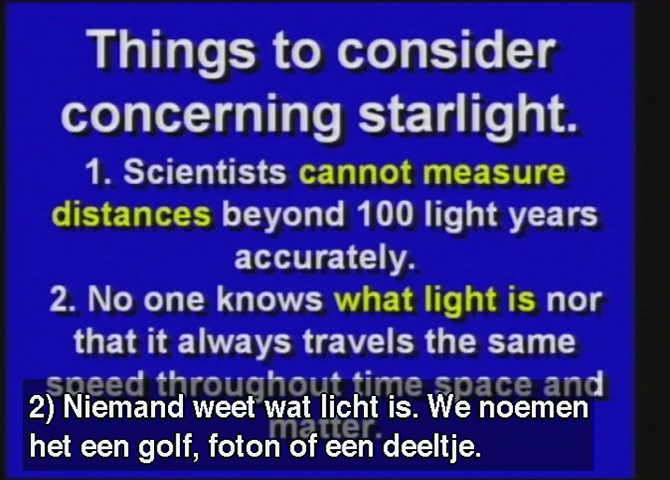 Things to consider
concerning starlight.
1. Scientists cannot measure
distances beyond 100 light years
accurately.
2. No one knows what light is nor
that it always travels the same
speed throughout time space and
matter.
2) Niemand weet wat licht is. We noemen
het een golf, foton of een deeltje.